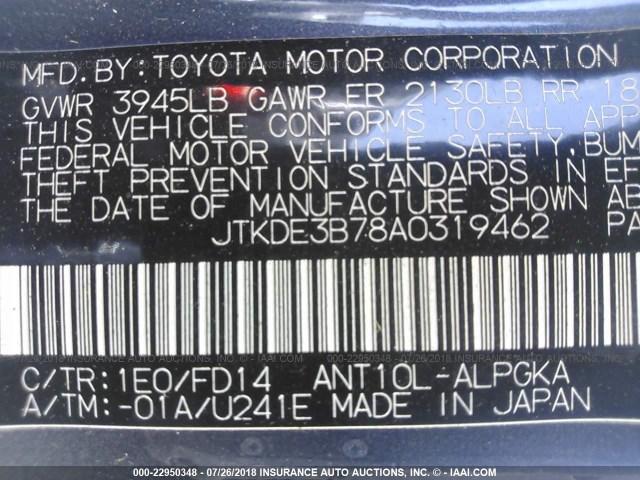 MFD. BY: TOYOTA MOTOR CORPORATION
GVWR 3945LB GAWR FR 2130LB RR 18
THIS VEHICLE CONFORMS TO ALL APP
FEDERAL MOTOR VEHICLE SAFETY, BUM
THEFT PREVENTION STANDARDS IN EF
THE DATE OF MANUFACTURE SHOWN AB
JTKDE3B78A0319462 PA
C/TR: 1E0/FD14 ANT10L-ALPGKA
A/TM: -01A/U241E MADE IN JAPAN
000-22950348 - 07/26/2018 INSURANCE AUTO AUCTIONS, INC. - © IAAI.COM